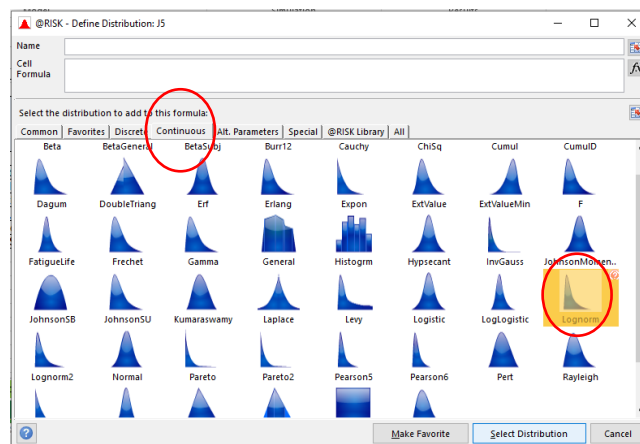 @RISK - Define Distribution: J5
Name
Cell
Formula
Select the distribution to add to this formula:
Common Favorites Discrete Continuous Alt. Parameters Special @RISK Library All
Beta BetaGeneral BetaSubj Burr12 Cauchy ChiSq Cumul CumulD
Dagum DoubleTriang Erf Erlang Expon ExtValue ExtValueMin F
FatigueLife Frechet Gamma General Histogrm Hypsecant InvGauss JohnsonMomen..
JohnsonSB JohnsonSU Kumaraswamy Laplace Levy Logistic LogLogistic Lognorm
Lognorm2 Normal Pareto Pareto2 Pearson5 Pearson6 Pert Rayleigh
? Make Favorite Select Distribution Cancel